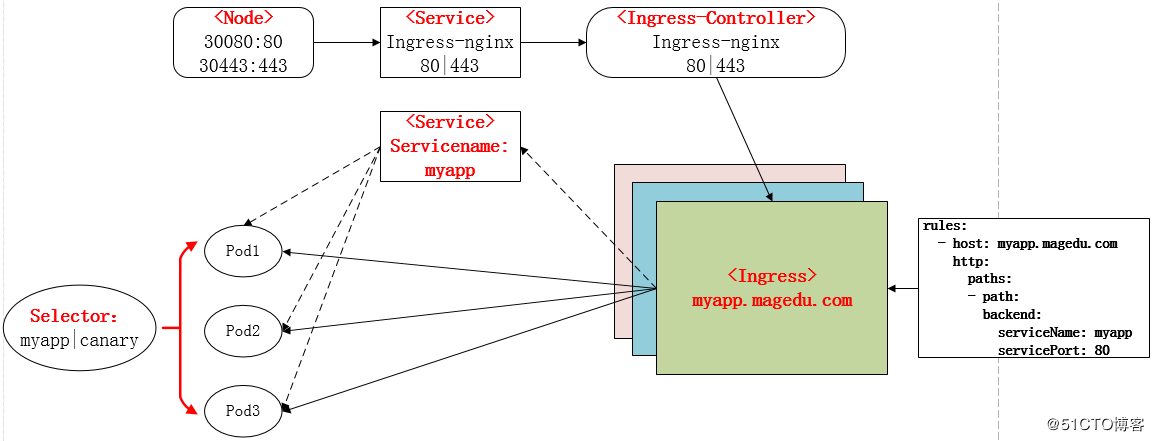 <Node>
30080:80
30443:443
<Service>
Ingress-nginx
80|443
<Ingress-Controller>
Ingress-nginx
80|443
<Service>
Servicename:
myapp
Pod1
Pod2
Pod3
Selector:
myapp|canary
<Ingress>
myapp.magedu.com
rules:
- host: myapp.magedu.com
http:
paths:
- path:
backend:
serviceName: myapp
servicePort: 80
@51CTO博客